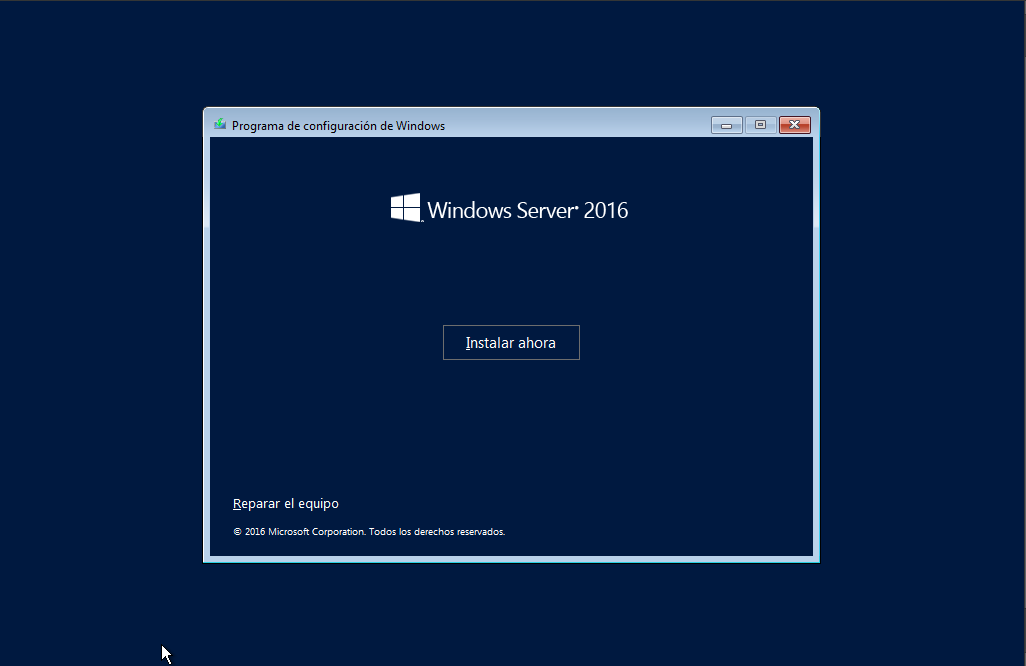 Programa de configuración de Windows
Windows Server® 2016
Instalar ahora
Reparar el equipo
© 2016 Microsoft Corporation. Todos los derechos reservados.